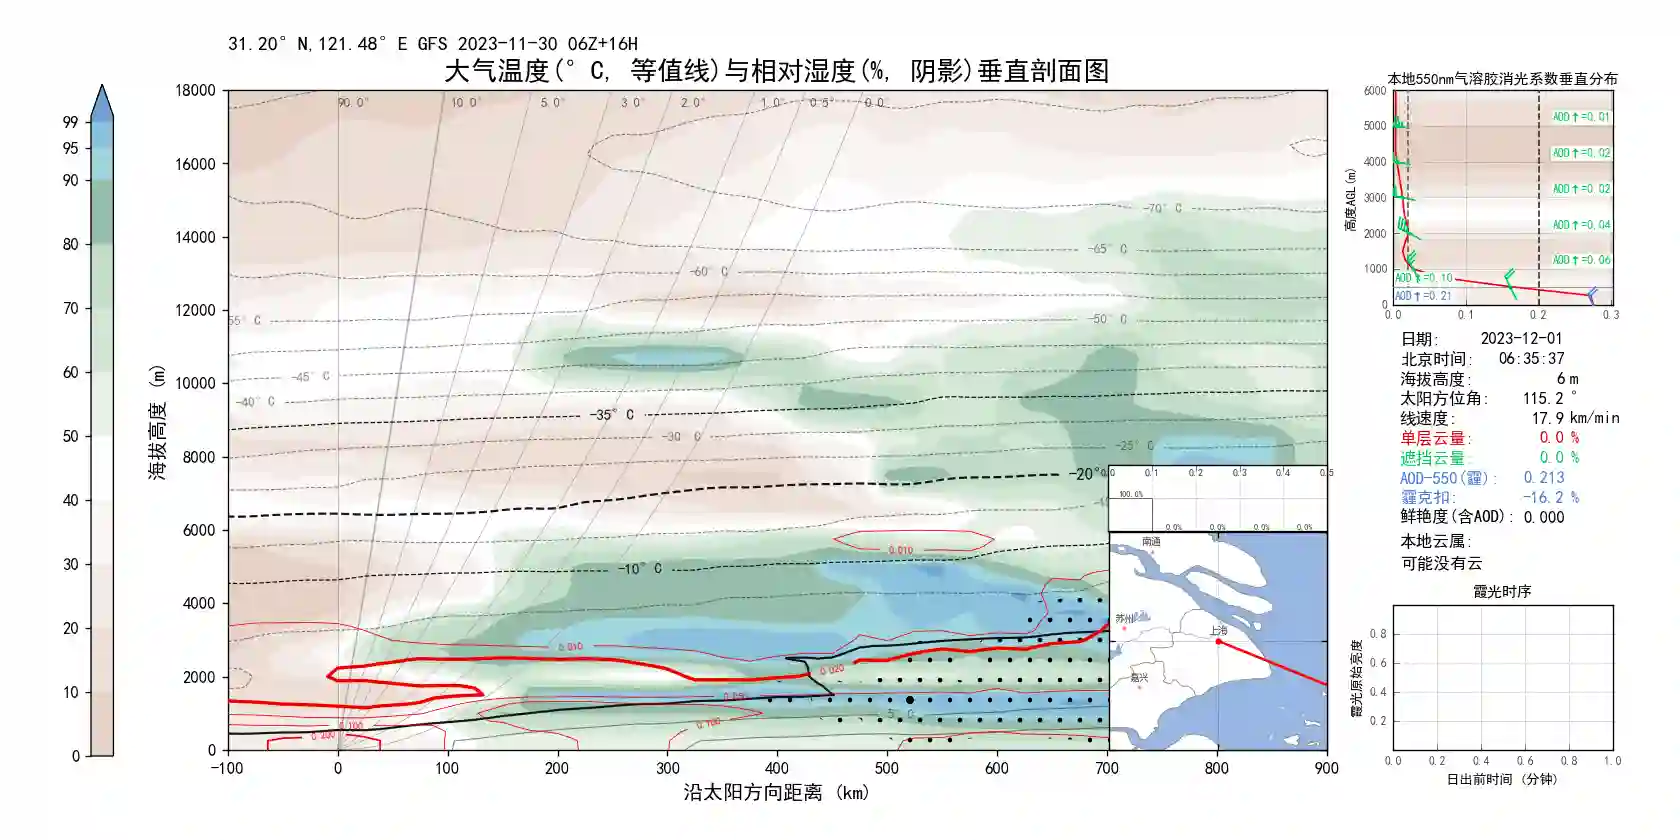 31.20° N,121.48° E GFS 2023-11-30 06Z+16H
大气温度(° C, 等值线)与相对湿度(%, 阴影)垂直剖面图
99
95
90
80
70
60
50
40
30
20
10
0
海拔高度 (m)
18000
16000
14000
12000
10000
8000
6000
4000
2000
0
90.0°
10.0°
5.0°
3.0°
2.0°
1.0°
0.5°
0.0
-70° C
-65° C
-60° C
55° C
-50° C
-45° C
-40° C
-35° C
-30 C
-25° C
-20°
-10° C
0.010
0.010
0.020
0.050
0.100
0.100
0.200
5 C
-100
0
100
200
300
400
500
600
700
800
900
沿太阳方向距离 (km)
0.0
0.1
0.2
0.3
0.4
0.5
100.0%
0.0%
0.0%
0.0%
0.0%
南通
苏州
上海
嘉兴
本地550nm气溶胶消光系数垂直分布
高度AGL(m)
6000
5000
4000
3000
2000
1000
0
AOD↑=0.01
AOD↑=0.02
AOD↑=0.02
AOD↑=0.04
AOD↑=0.06
AOD↑=0.10
AOD↑=0.21
0.0
0.1
0.2
0.3
日期: 2023-12-01
北京时间: 06:35:37
海拔高度: 6 m
太阳方位角: 115.2 °
线速度: 17.9 km/min
单层云量: 0.0 %
遮挡云量: 0.0 %
AOD-550(霾): 0.213
霾克扣: -16.2 %
鲜艳度(含AOD): 0.000
本地云属:
可能没有云
霞光时序
霞光原始亮度
0.8
0.6
0.4
0.2
0.0
0.2
0.4
0.6
0.8
1.0
日出前时间 (分钟)